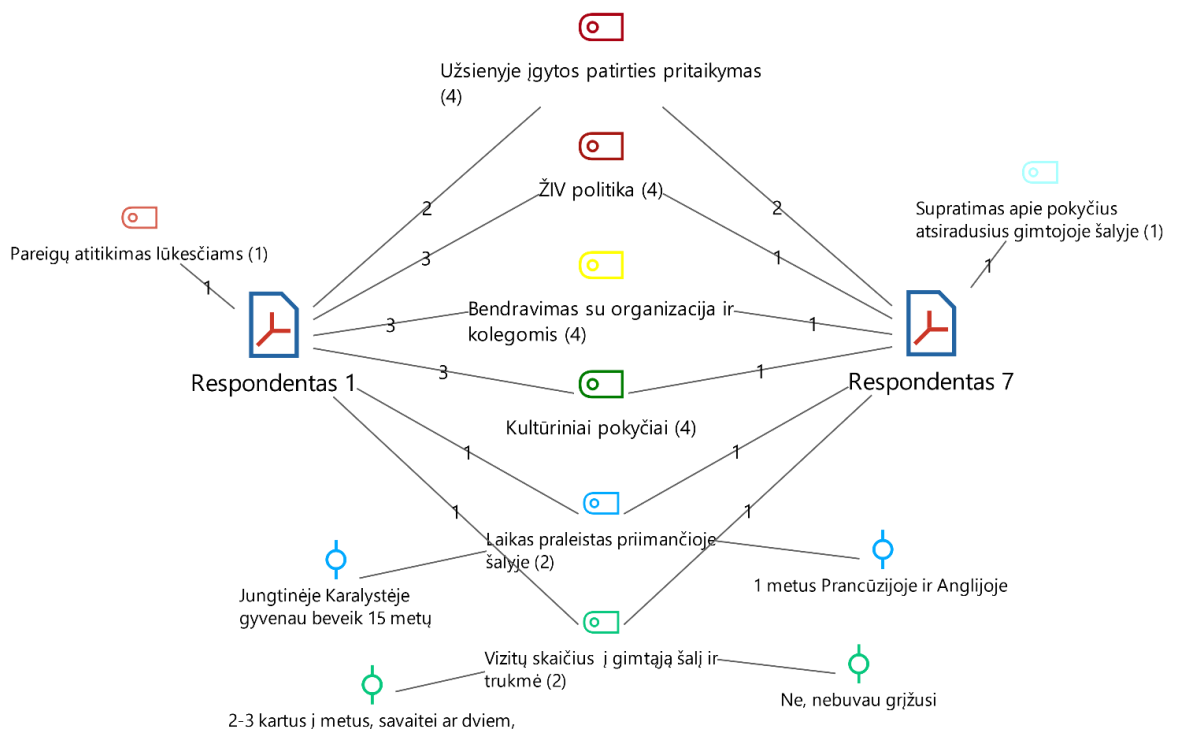 Užsienyje įgytos patirties pritaikymas
(4)
ŽIV politika (4)
2
2
Supratimas apie pokyčius
atsiradusius gimtojoje šalyje (1)
Pareigų atitikimas lūkesčiams (1)
3
1
1
1
Bendravimas su organizacija ir
kolegomis (4)
3
1
3
1
Respondentas 1
Respondentas 7
Kultūriniai pokyčiai (4)
1
1
1
1
Laikas praleistas priimančioje
šalyje (2)
Jungtinėje Karalystėje
gyvenau beveik 15 metų
1 metus Prancūzijoje ir Anglijoje
Vizitų skaičius į gimtąją šalį ir
trukmė (2)
Ne, nebuvau grįžusi
2-3 kartus į metus, savaitei ar dviem,